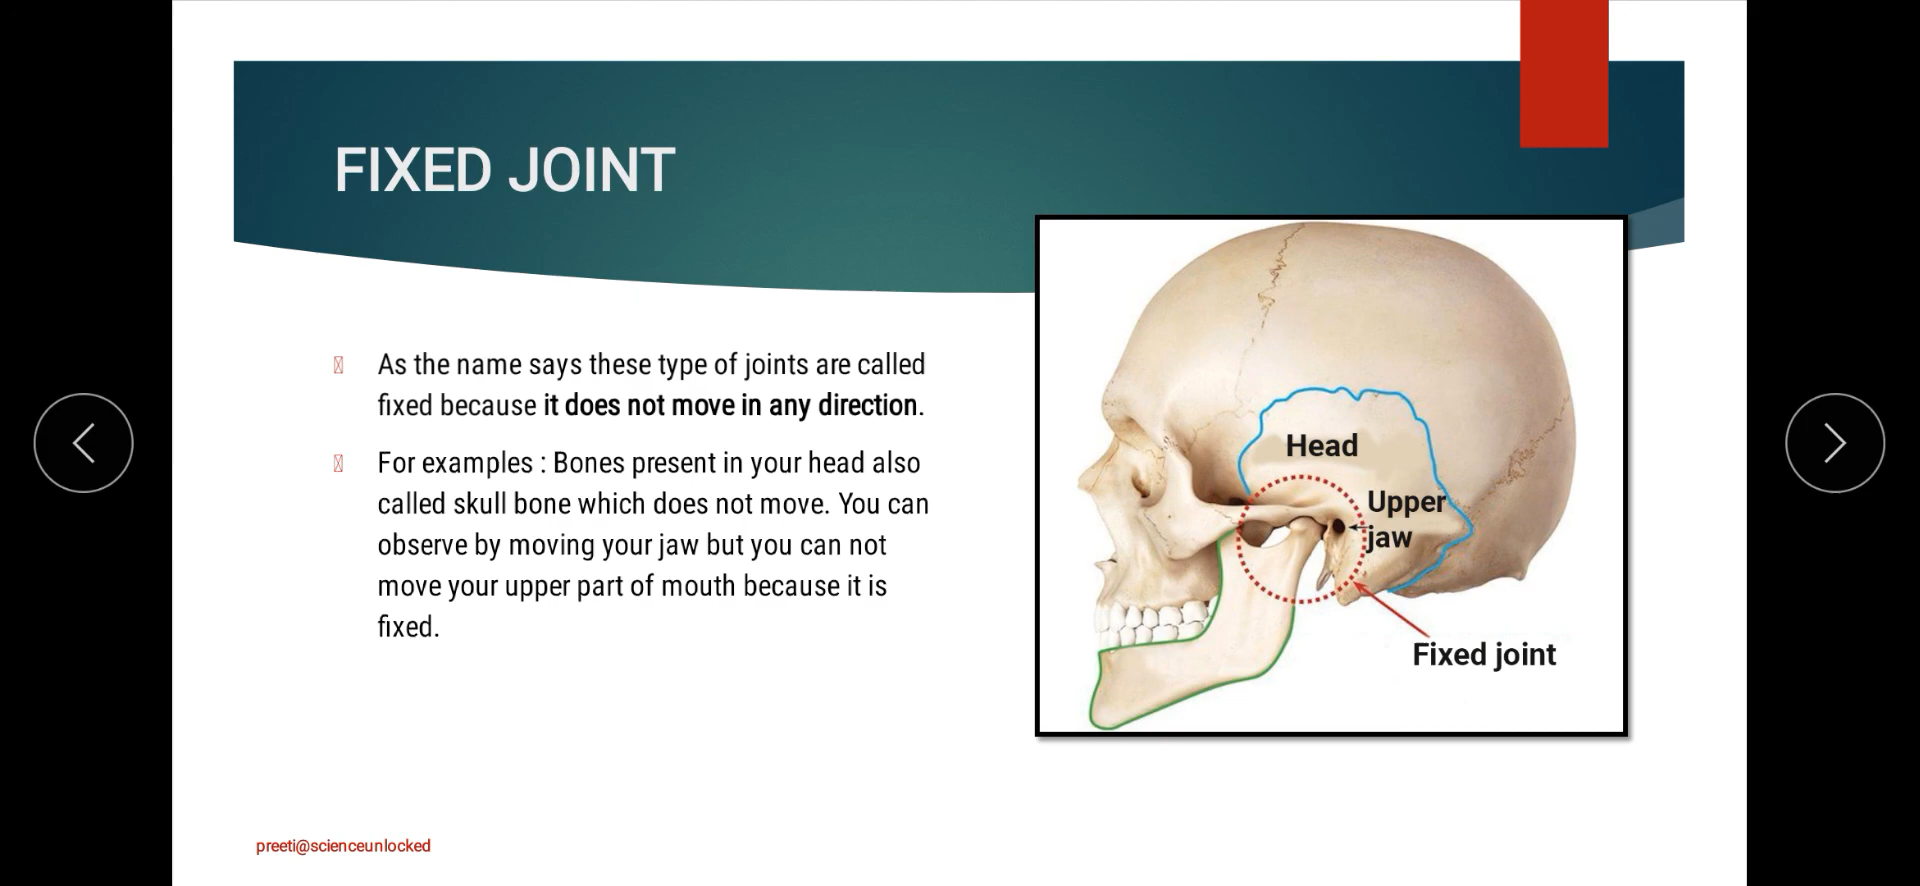 FIXED JOINT
As the name says these type of joints are called
fixed because it does not move in any direction.
For examples : Bones present in your head also
called skull bone which does not move. You can
observe by moving your jaw but you can not
move your upper part of mouth because it is
fixed.
Head
Upper
jaw
Fixed joint
preeti@scienceunlocked